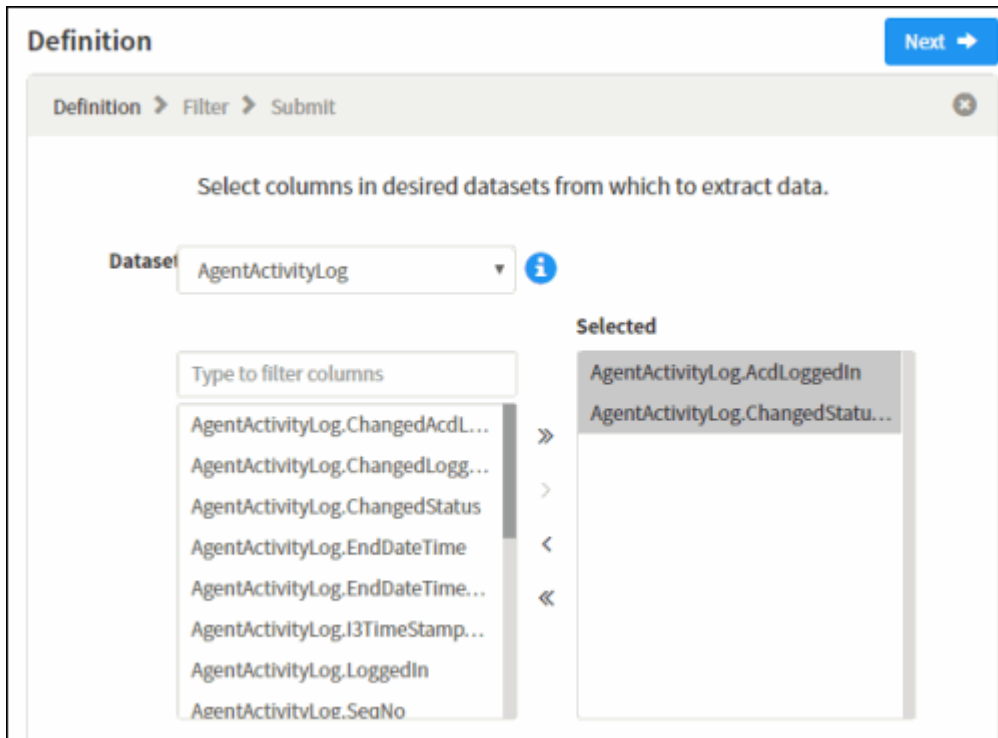 Definition
Next
Definition Filter Submit
Select columns in desired datasets from which to extract data.
Dataset
AgentActivityLog
Selected
Type to filter columns
AgentActivityLog.ChangedAcdL...
AgentActivityLog.ChangedLogg...
AgentActivityLog.ChangedStatus
AgentActivityLog.EndDateTime
AgentActivityLog.EndDateTime...
AgentActivityLog.I3TimeStamp...
AgentActivityLog.LoggedIn
AgentActivityLog.SeqNo
AgentActivityLog.AcdLoggedIn
AgentActivityLog.ChangedStatu...